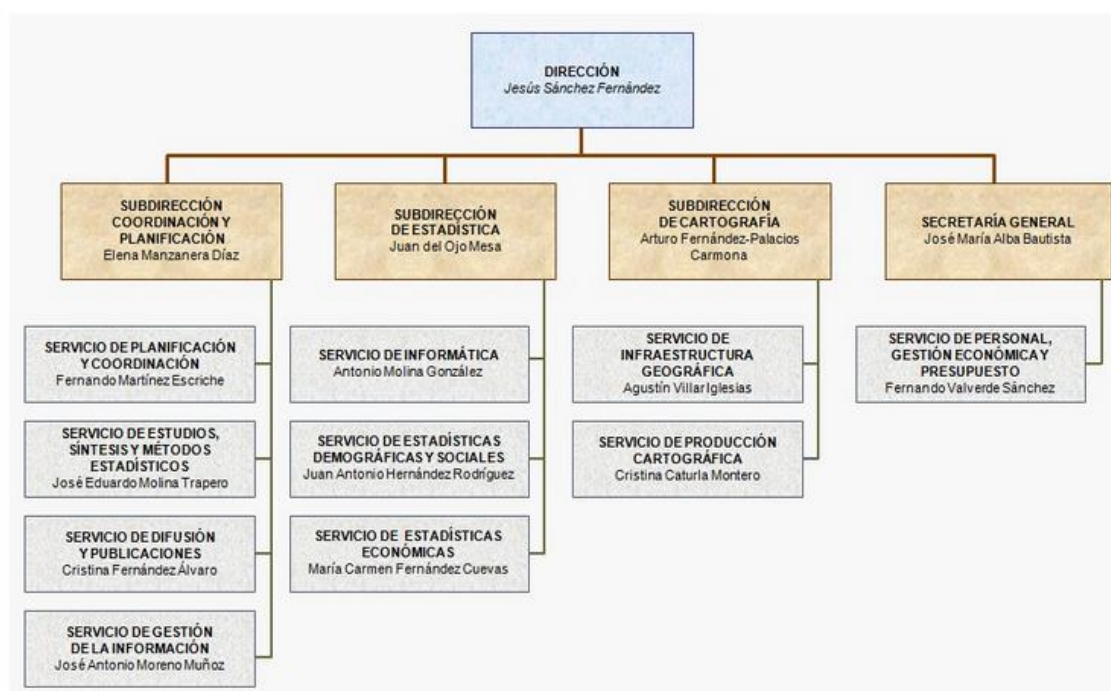 DIRECCIÓN
Jesús Sánchez Fernández
SUBDIRECCIÓN
COORDINACIÓN Y
PLANIFICACIÓN
Elena Manzanera Díaz
SUBDIRECCIÓN
DE ESTADÍSTICA
Juan del Ojo Mesa
SUBDIRECCIÓN
DE CARTOGRAFÍA
Arturo Fernández-Palacios
Carmona
SECRETARÍA GENERAL
José María Alba Bautista
SERVICIO DE PLANIFICACIÓN
Y COORDINACIÓN
Fernando Martínez Escriche
SERVICIO DE ESTUDIOS,
SÍNTESIS Y MÉTODOS
ESTADÍSTICOS
José Eduardo Molina Trapero
SERVICIO DE DIFUSIÓN
Y PUBLICACIONES
Cristina Fernández Álvaro
SERVICIO DE GESTIÓN
DE LA INFORMACIÓN
José Antonio Moreno Muñoz
SERVICIO DE INFORMÁTICA
Antonio Molina González
SERVICIO DE ESTADÍSTICAS
DEMOGRÁFICAS Y SOCIALES
Juan Antonio Hernández Rodríguez
SERVICIO DE ESTADÍSTICAS
ECONÓMICAS
María Carmen Fernández Cuevas
SERVICIO DE
INFRAESTRUCTURA
GEOGRÁFICA
Agustín Villar Iglesias
SERVICIO DE PRODUCCIÓN
CARTOGRÁFICA
Cristina Caturla Montero
SERVICIO DE PERSONAL,
GESTIÓN ECONÓMICA Y
PRESUPUESTO
Fernando Valverde Sánchez